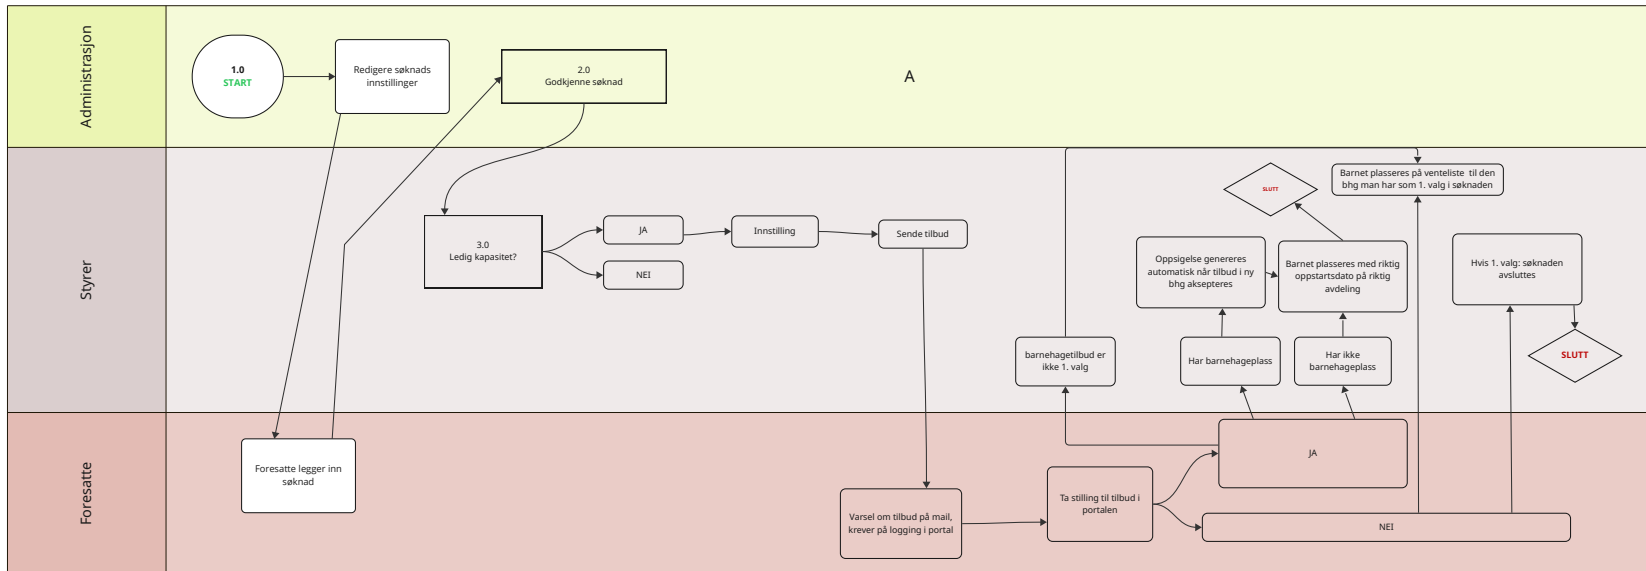 Administrasjon
1.0
START
Redigere søknads
innstillinger
2.0
Godkjenne søknad
A
Styrer
3.0
Ledig kapasitet?
JA
NEI
Innstilling
Sende tilbud
barnehagetilbud er
ikke 1. valg
Oppsigelse genereres
automatisk når tilbud i ny
bhg aksepteres
Har barnehageplass
SLUTT
Barnet plasseres med riktig
oppstartsdato på riktig
avdeling
Har ikke
barnehageplass
Barnet plasseres på venteliste til den
bhg man har som 1. valg i søknaden
Hvis 1. valg: søknaden
avsluttes
SLUTT
Foresatte
Foresatte legger inn
søknad
Varsel om tilbud på mail,
krever på logging i portal
Ta stilling til tilbud i
portalen
JA
NEI